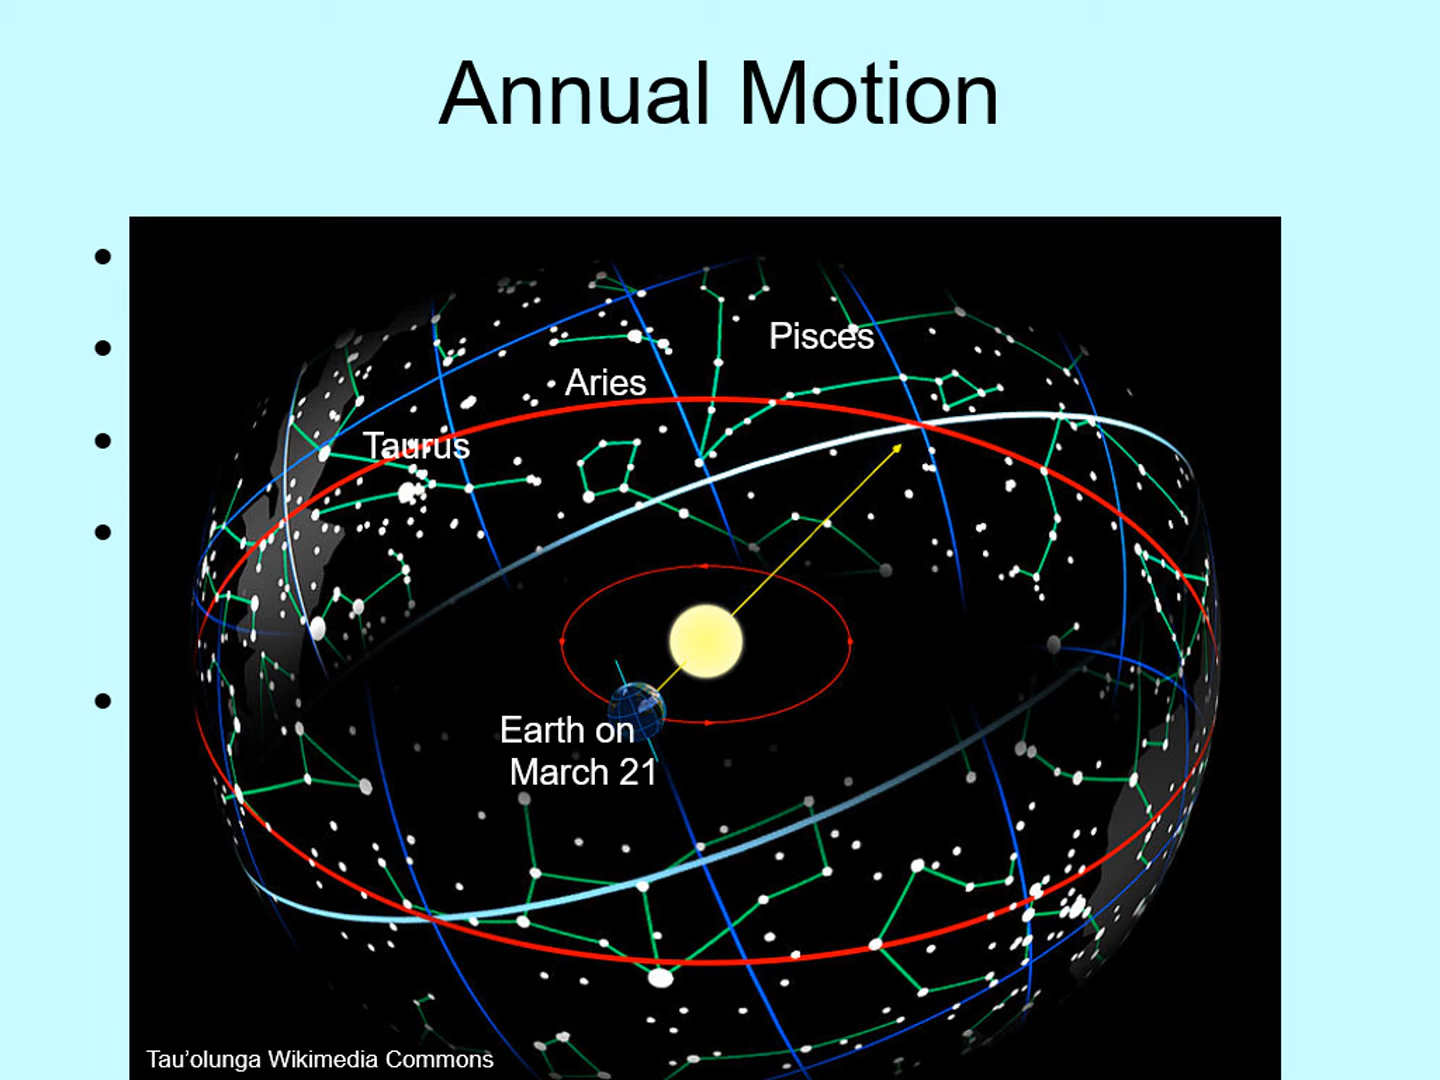 Annual Motion
Pisces
Aries
Taurus
Earth on
March 21
Tau’olunga Wikimedia Commons